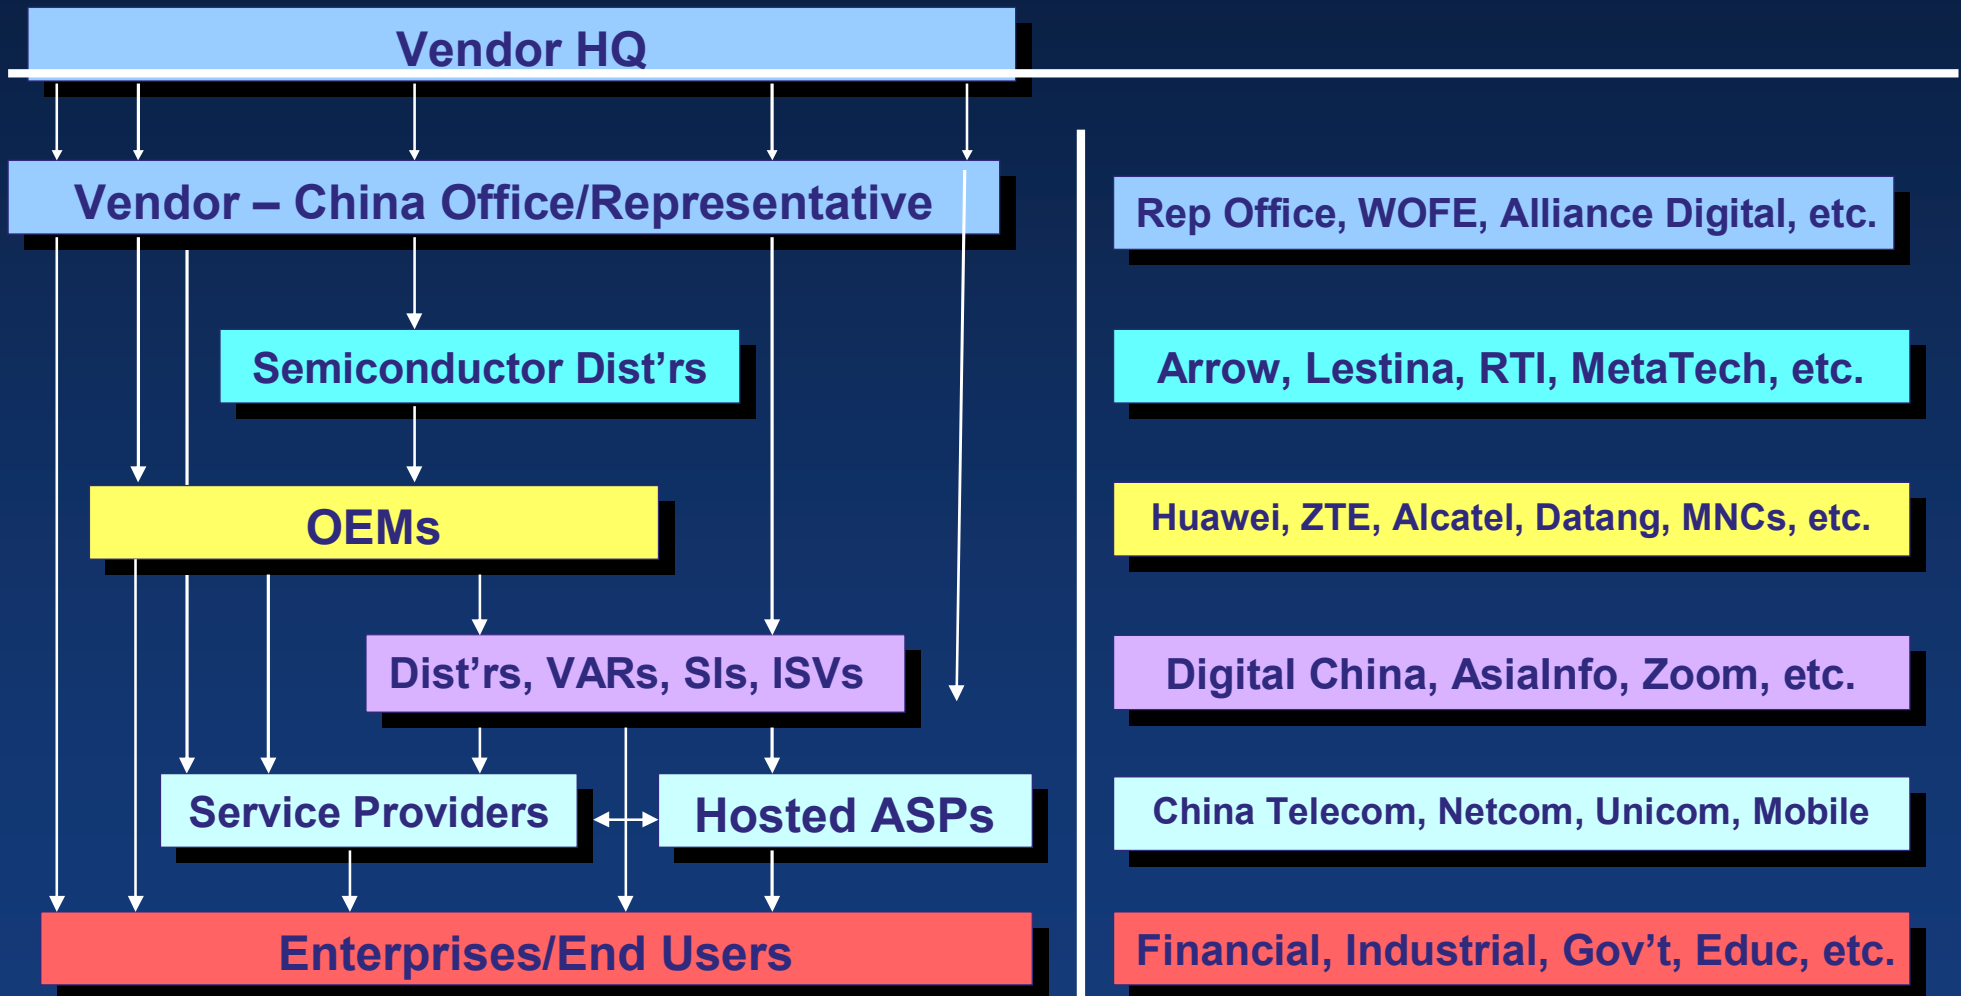 Vendor HQ
Vendor – China Office/Representative
Rep Office, WOFE, Alliance Digital, etc.
Semiconductor Dist’rs
Arrow, Lestina, RTI, MetaTech, etc.
OEMs
Huawei, ZTE, Alcatel, Datang, MNCs, etc.
Dist’rs, VARs, SIs, ISVs
Digital China, AsiaInfo, Zoom, etc.
Service Providers
Hosted ASPs
China Telecom, Netcom, Unicom, Mobile
Enterprises/End Users
Financial, Industrial, Gov’t, Educ, etc.